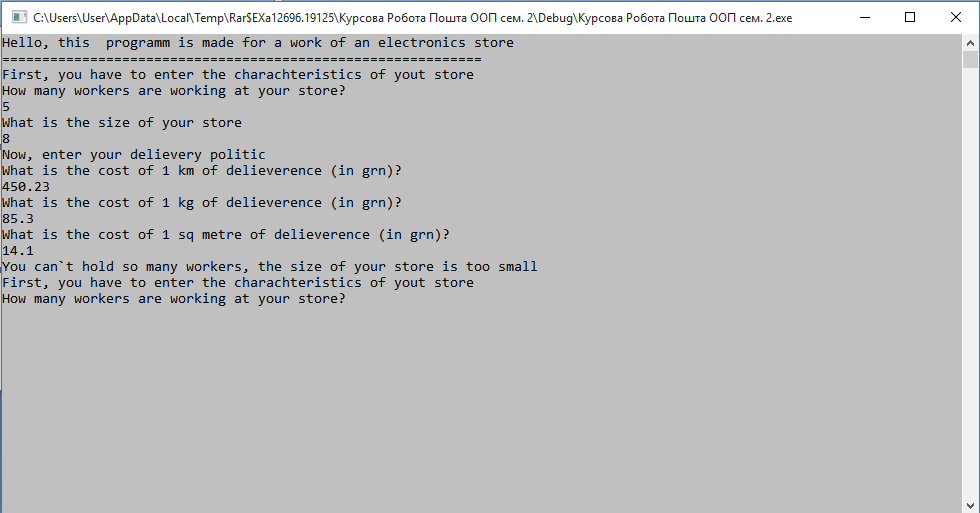 C:\Users\User\AppData\Local\Temp\Rar$EXa12696.19125\Курсова Робота Пошта ООП сем. 2\Debug\Курсова Робота Пошта ООП сем. 2.exe
Hello, this  programm is made for a work of an electronics store
============================================================
First, you have to enter the charachteristics of yout store
How many workers are working at your store?
5
What is the size of your store
8
Now, enter your delievery politic
What is the cost of 1 km of delieverence (in grn)?
450.23
What is the cost of 1 kg of delieverence (in grn)?
85.3
What is the cost of 1 sq metre of delieverence (in grn)?
14.1
You can`t hold so many workers, the size of your store is too small
First, you have to enter the charachteristics of yout store
How many workers are working at your store?